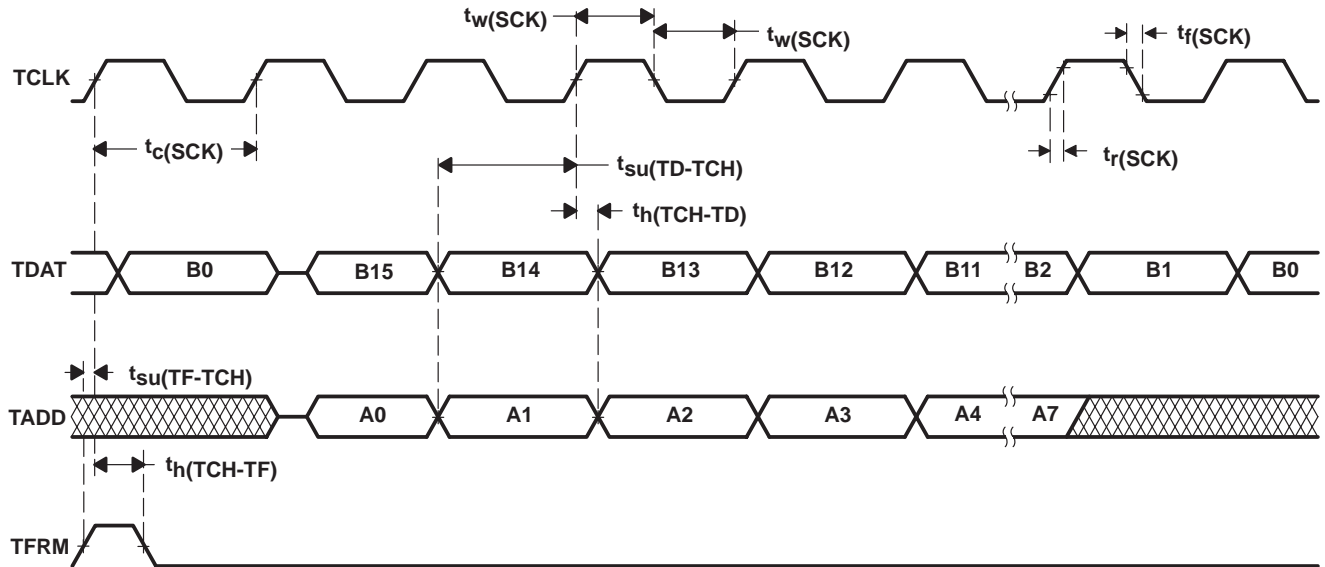 tw(SCK)
tw(SCK)
tf(SCK)
TCLK
tc(SCK)
tsu(TD-TCH)
tr(SCK)
th(TCH-TD)
TDAT B0 B15 B14 B13 B12 B11 B2 B1 B0
tsu(TF-TCH)
TADD A0 A1 A2 A3 A4 A7
th(TCH-TF)
TFRM